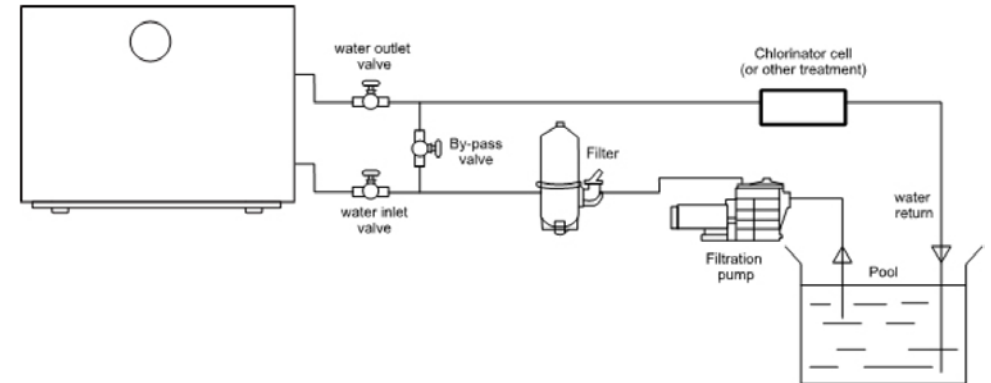 water outlet
valve
Chlorinator cell
(or other treatment)
By-pass
valve
Filter
water inlet
valve
water
return
Filtration
pump
Pool